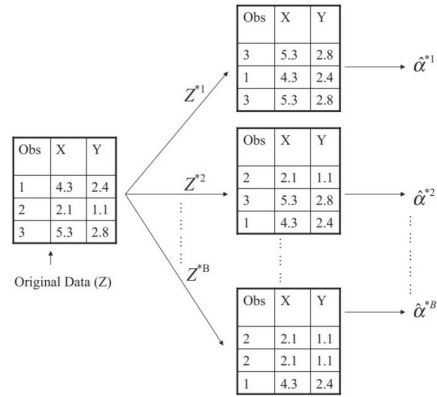 Obs X Y
3 5.3 2.8
1 4.3 2.4
3 5.3 2.8
Z*1
α̂*1
Obs X Y
1 4.3 2.4
2 2.1 1.1
3 5.3 2.8
Original Data (Z)
Z*2
Obs X Y
2 2.1 1.1
3 5.3 2.8
1 4.3 2.4
α̂*2
Z*B
Obs X Y
2 2.1 1.1
2 2.1 1.1
1 4.3 2.4
α̂*B